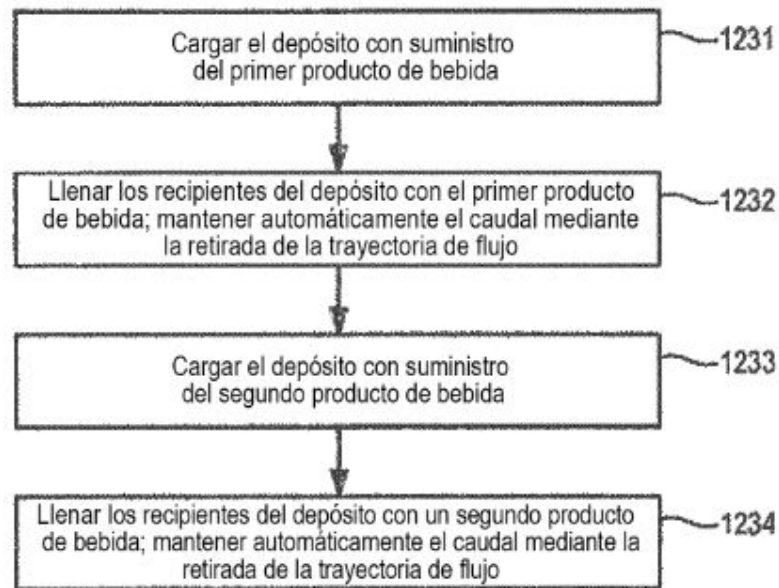 Cargar el depósito con suministro
del primer producto de bebida
1231
Llenar los recipientes del depósito con el primer producto
de bebida; mantener automáticamente el caudal mediante
la retirada de la trayectoria de flujo
1232
Cargar el depósito con suministro
del segundo producto de bebida
1233
Llenar los recipientes del depósito con un segundo producto
de bebida; mantener automáticamente el caudal mediante la
retirada de la trayectoria de flujo
1234